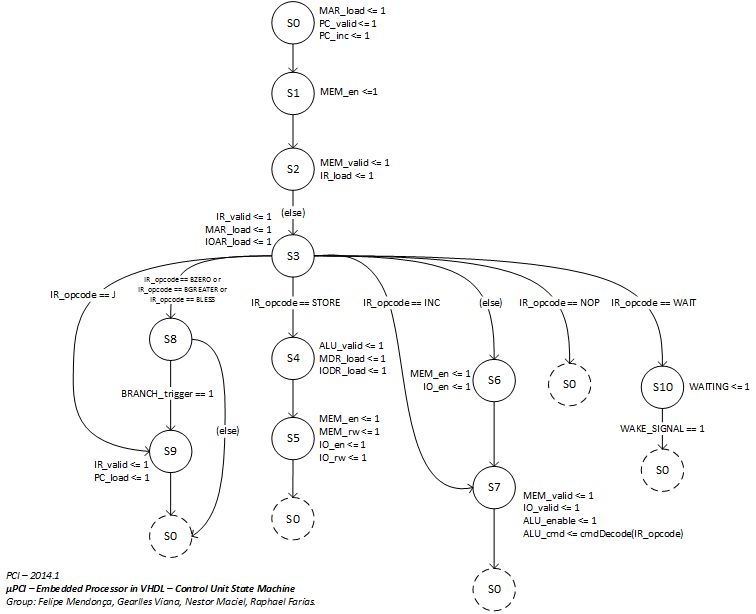 S0
MAR_load <= 1
PC_valid <= 1
PC_inc <= 1
S1
MEM_en <=1
S2
MEM_valid <= 1
IR_load <= 1
(else)
IR_valid <= 1
MAR_load <= 1
IOAR_load <= 1
S3
IR_opcode == J
IR_opcode == BZERO or
IR_opcode == BGREATER or
IR_opcode == BLESS
IR_opcode == STORE
IR_opcode == INC
(else)
IR_opcode == NOP
IR_opcode == WAIT
S8
S4
ALU_valid <= 1
MDR_load <= 1
IODR_load <= 1
MEM_en <= 1
IO_en <= 1
S6
S0
S10
WAITING <= 1
BRANCH_trigger == 1
(else)
S9
IR_valid <= 1
PC_load <= 1
S5
MEM_en <= 1
MEM_rw <= 1
IO_en <= 1
IO_rw <= 1
WAKE_SIGNAL == 1
S0
S7
MEM_valid <= 1
IO_valid <= 1
ALU_enable <= 1
ALU_cmd <= cmdDecode(IR_opcode)
S0
S0
S0
PCI – 2014.1
µPCI – Embedded Processor in VHDL – Control Unit State Machine
Group: Felipe Mendonça, Gearlles Viana, Nestor Maciel, Raphael Farias.